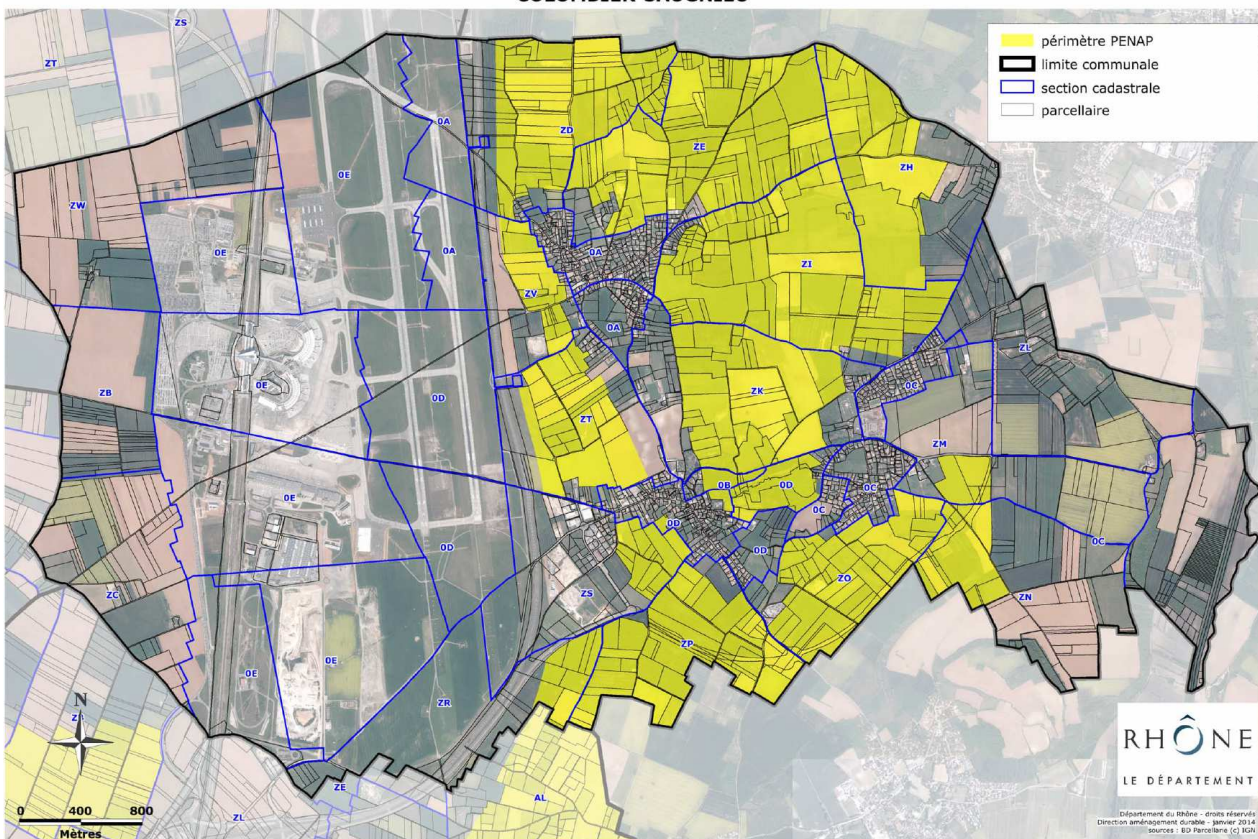 COLOMBIER SAUGNIEU
périmètre PENAP
limite communale
section cadastrale
parcellaire
ZS
ZT
0A
ZD
ZE
0E
ZH
ZW
0E
0A
0A
ZI
ZV
0A
ZL
ZB
0E
0D
ZK
0C
ZT
ZM
0B
0D
0C
0C
0E
0D
0D
0D
0C
ZC
ZS
ZO
ZN
ZP
0E
0E
ZR
N
ZE
AL
ZL
0 400 800
Mètres
RHÔNE
LE DÉPARTEMENT
Département du Rhône - droits réservés
Direction aménagement durable - janvier 2014
sources : BD Parcellaire (c) IGN